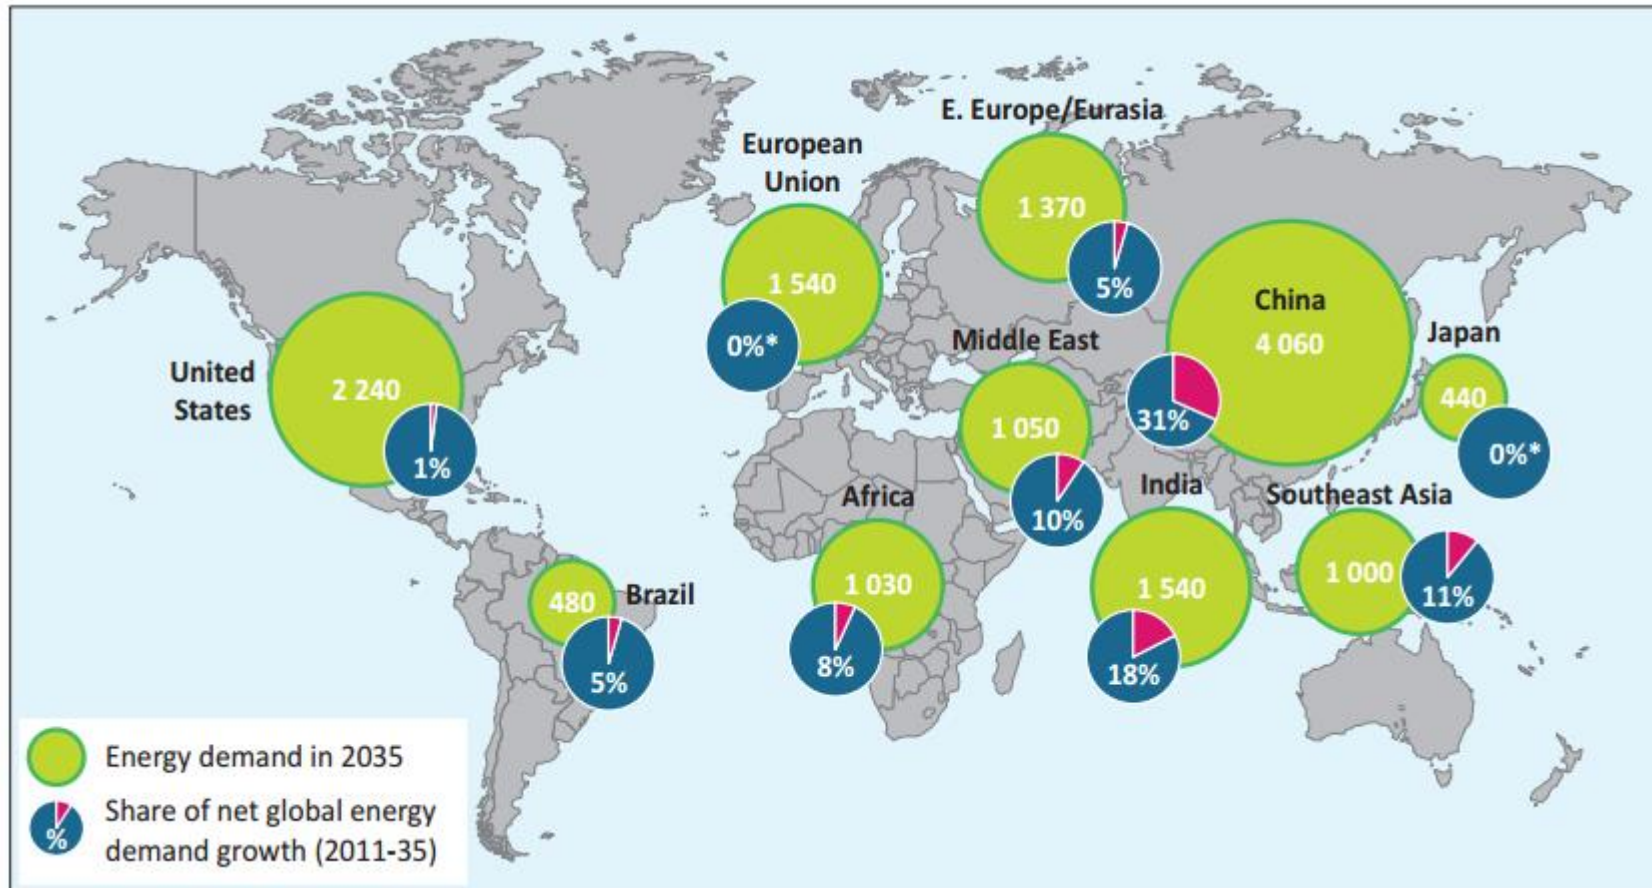 E. Europe/Eurasia
1 370
5%
European
Union
1 540
0%*
China
4 060
31%
Japan
440
0%*
Middle East
1 050
10%
United
States
2 240
1%
India
1 540
18%
Southeast Asia
1 000
11%
Africa
1 030
8%
Brazil
480
5%
Energy demand in 2035
%
Share of net global energy
demand growth (2011-35)